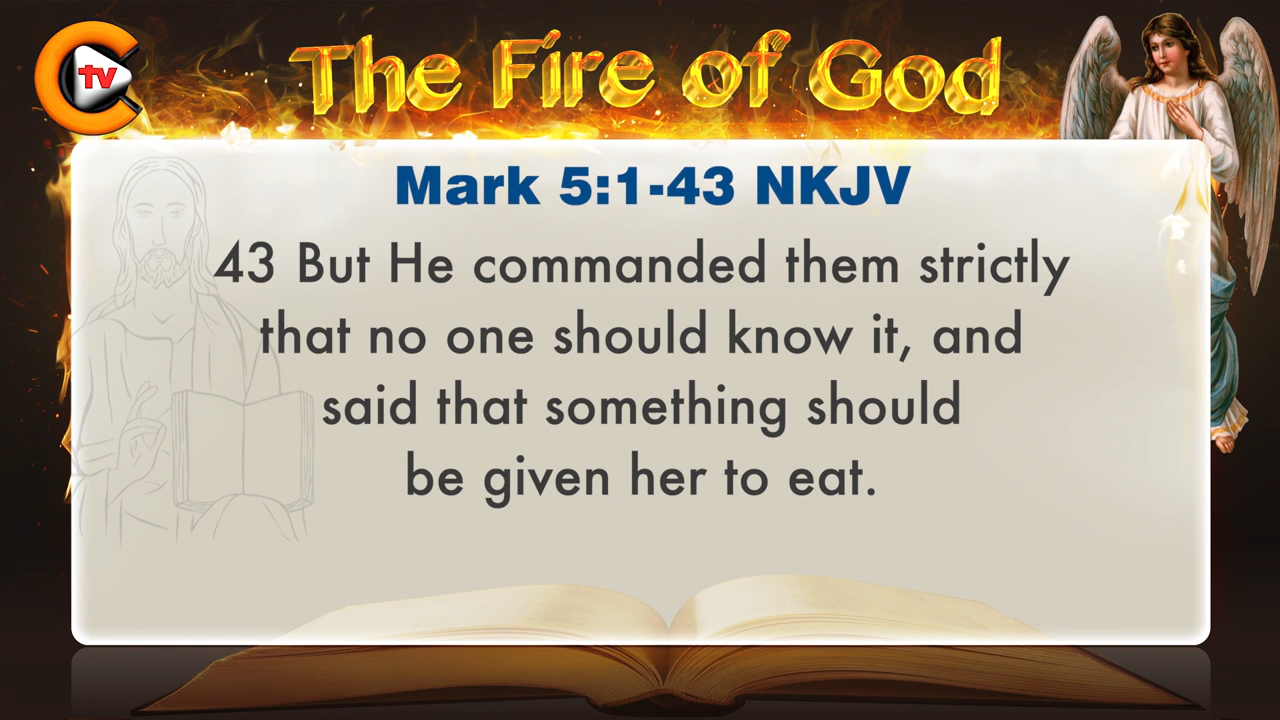 C tv
The Fire of God
Mark 5:1-43 NKJV
43 But He commanded them strictly
that no one should know it, and
said that something should
be given her to eat.